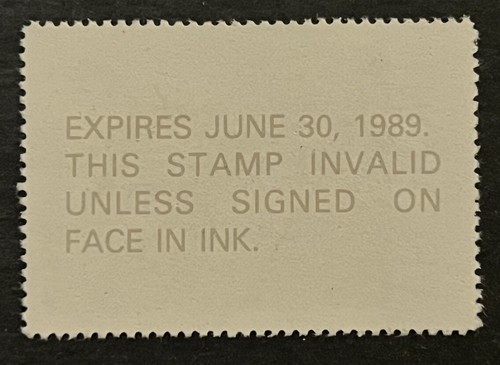 EXPIRES JUNE 30, 1989.
THIS STAMP INVALID
UNLESS SIGNED ON
FACE IN INK.